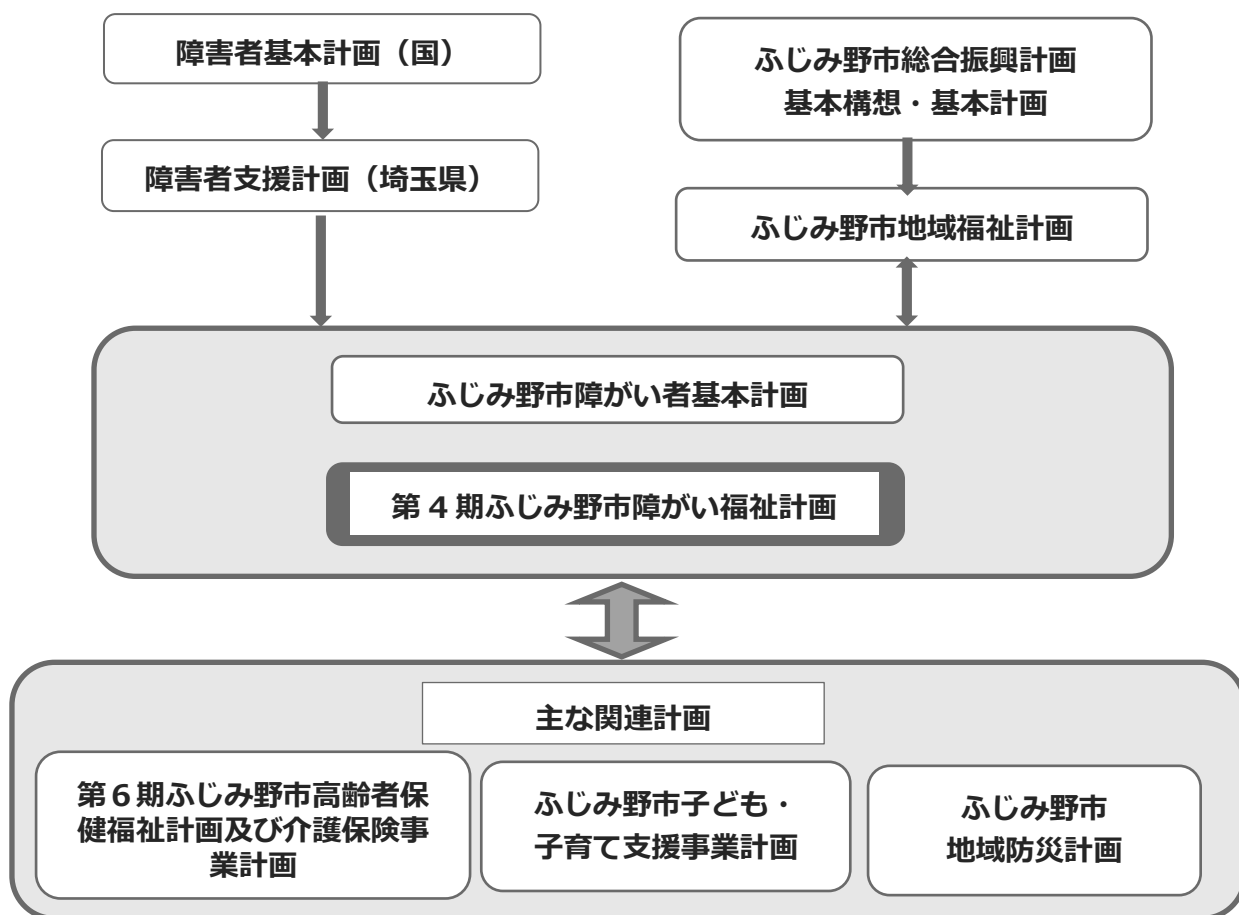 障害者基本計画（国）
障害者支援計画（埼玉県）
ふじみ野市総合振興計画
基本構想・基本計画
ふじみ野市地域福祉計画
ふじみ野市障がい者基本計画
第4期ふじみ野市障がい福祉計画
主な関連計画
第６期ふじみ野市高齢者保
健福祉計画及び介護保険事
業計画
ふじみ野市子ども・
子育て支援事業計画
ふじみ野市
地域防災計画